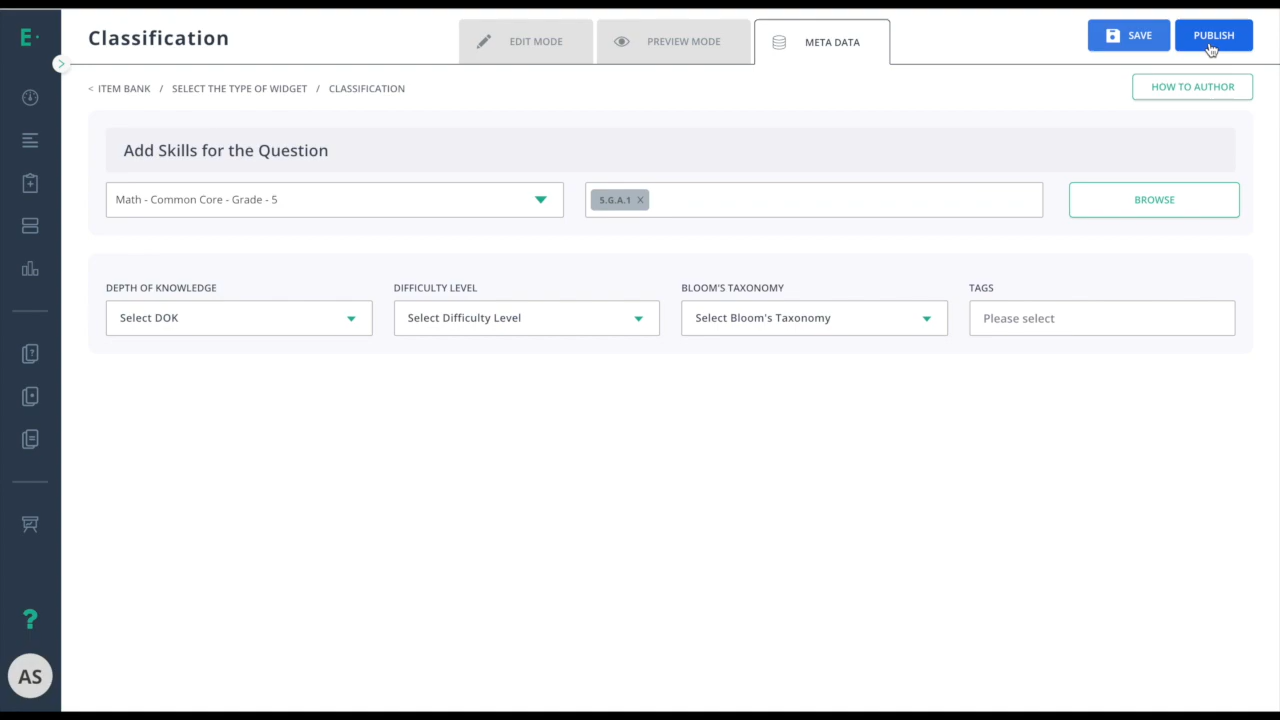 E·
Classification
EDIT MODE
PREVIEW MODE
META DATA
SAVE
PUBLISH
< ITEM BANK / SELECT THE TYPE OF WIDGET / CLASSIFICATION
HOW TO AUTHOR
Add Skills for the Question
Math - Common Core - Grade - 5
5.G.A.1 X
BROWSE
DEPTH OF KNOWLEDGE
DIFFICULTY LEVEL
BLOOM'S TAXONOMY
TAGS
Select DOK
Select Difficulty Level
Select Bloom's Taxonomy
Please select
?
AS